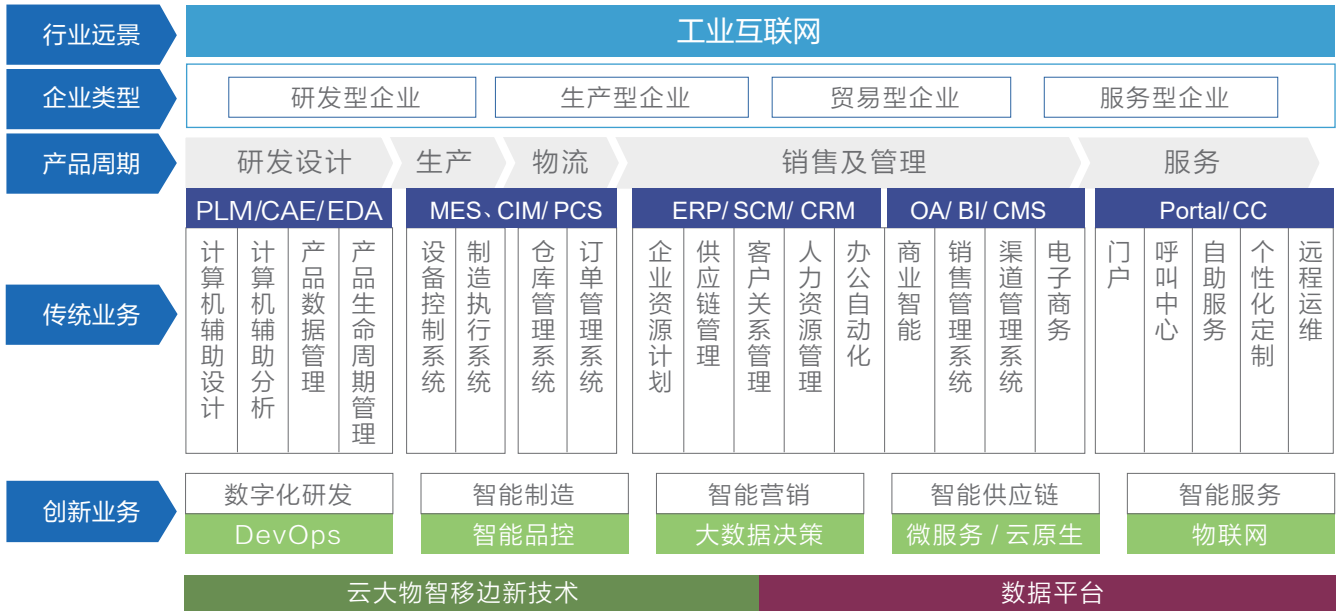 行业远景
工业互联网
企业类型
研发型企业
生产型企业
贸易型企业
服务型企业
产品周期
研发设计
生产
物流
销售及管理
服务
传统业务
PLM/CAE/EDA
MES、CIM/ PCS
ERP/ SCM/ CRM
OA/ BI/ CMS
Portal/ CC
计算机辅助设计
计算机辅助分析
产品数据管理
产品生命周期管理
设备控制系统
制造执行系统
仓库管理系统
订单管理系统
企业资源计划
供应链管理
客户关系管理
人力资源管理
办公自动化
商业智能
销售管理系统
渠道管理系统
电子商务
门户
呼叫中心
自助服务
个性化定制
远程运维
创新业务
数字化研发
智能制造
智能营销
智能供应链
智能服务
DevOps
智能品控
大数据决策
微服务 / 云原生
物联网
云大物智移边新技术
数据平台